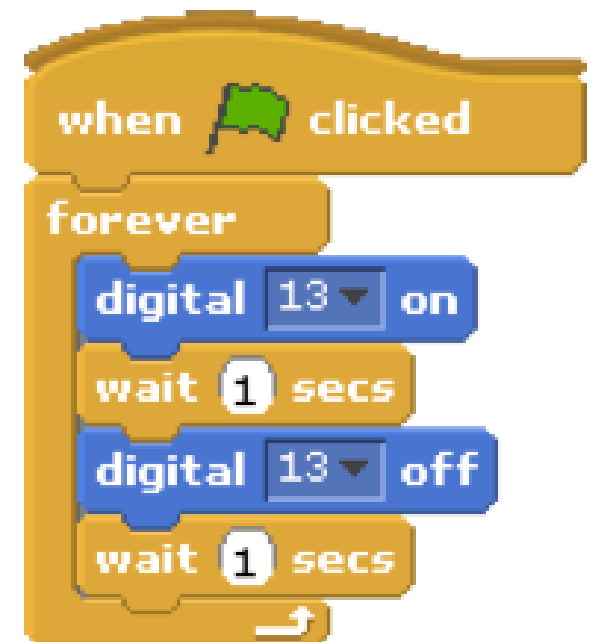 when clicked
forever
digital 13 on
wait 1 secs
digital 13 off
wait 1 secs